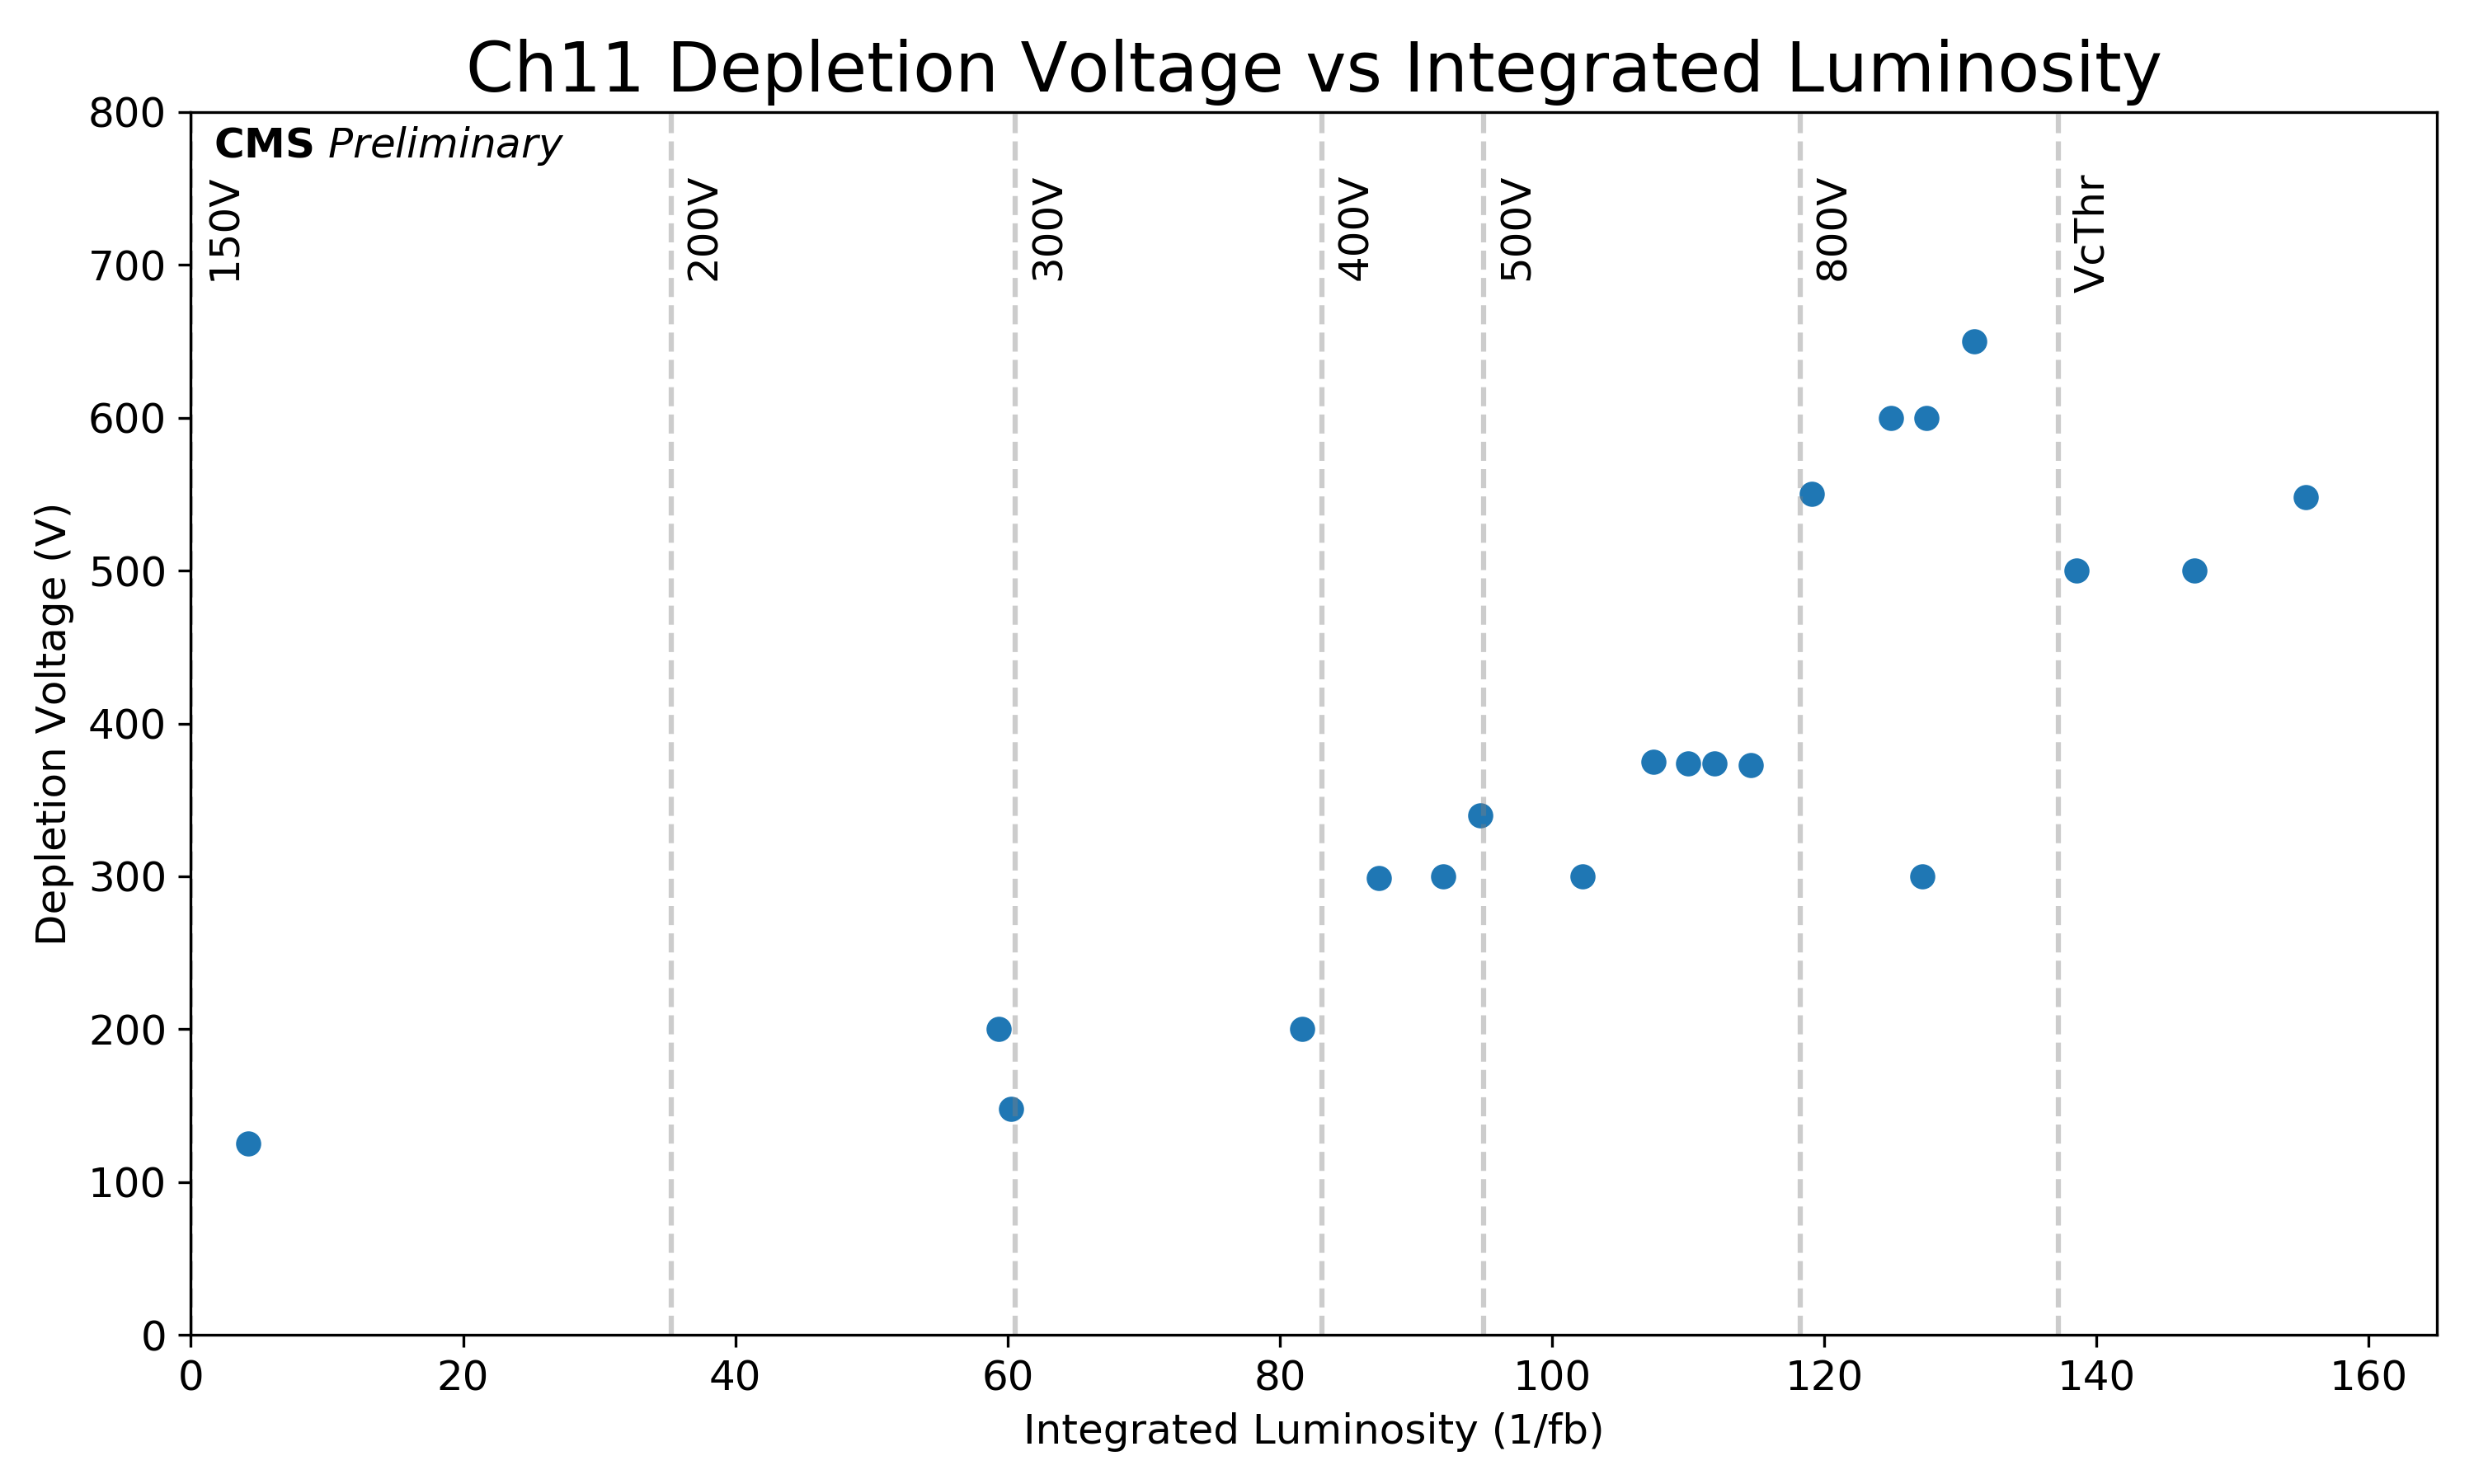 Ch11 Depletion Voltage vs Integrated Luminosity
CMS Preliminary
150V
200V
300V
400V
500V
800V
VcThr
800
700
600
500
400
300
200
100
0
Depletion Voltage (V)
0 20 40 60 80 100 120 140 160
Integrated Luminosity (1/fb)